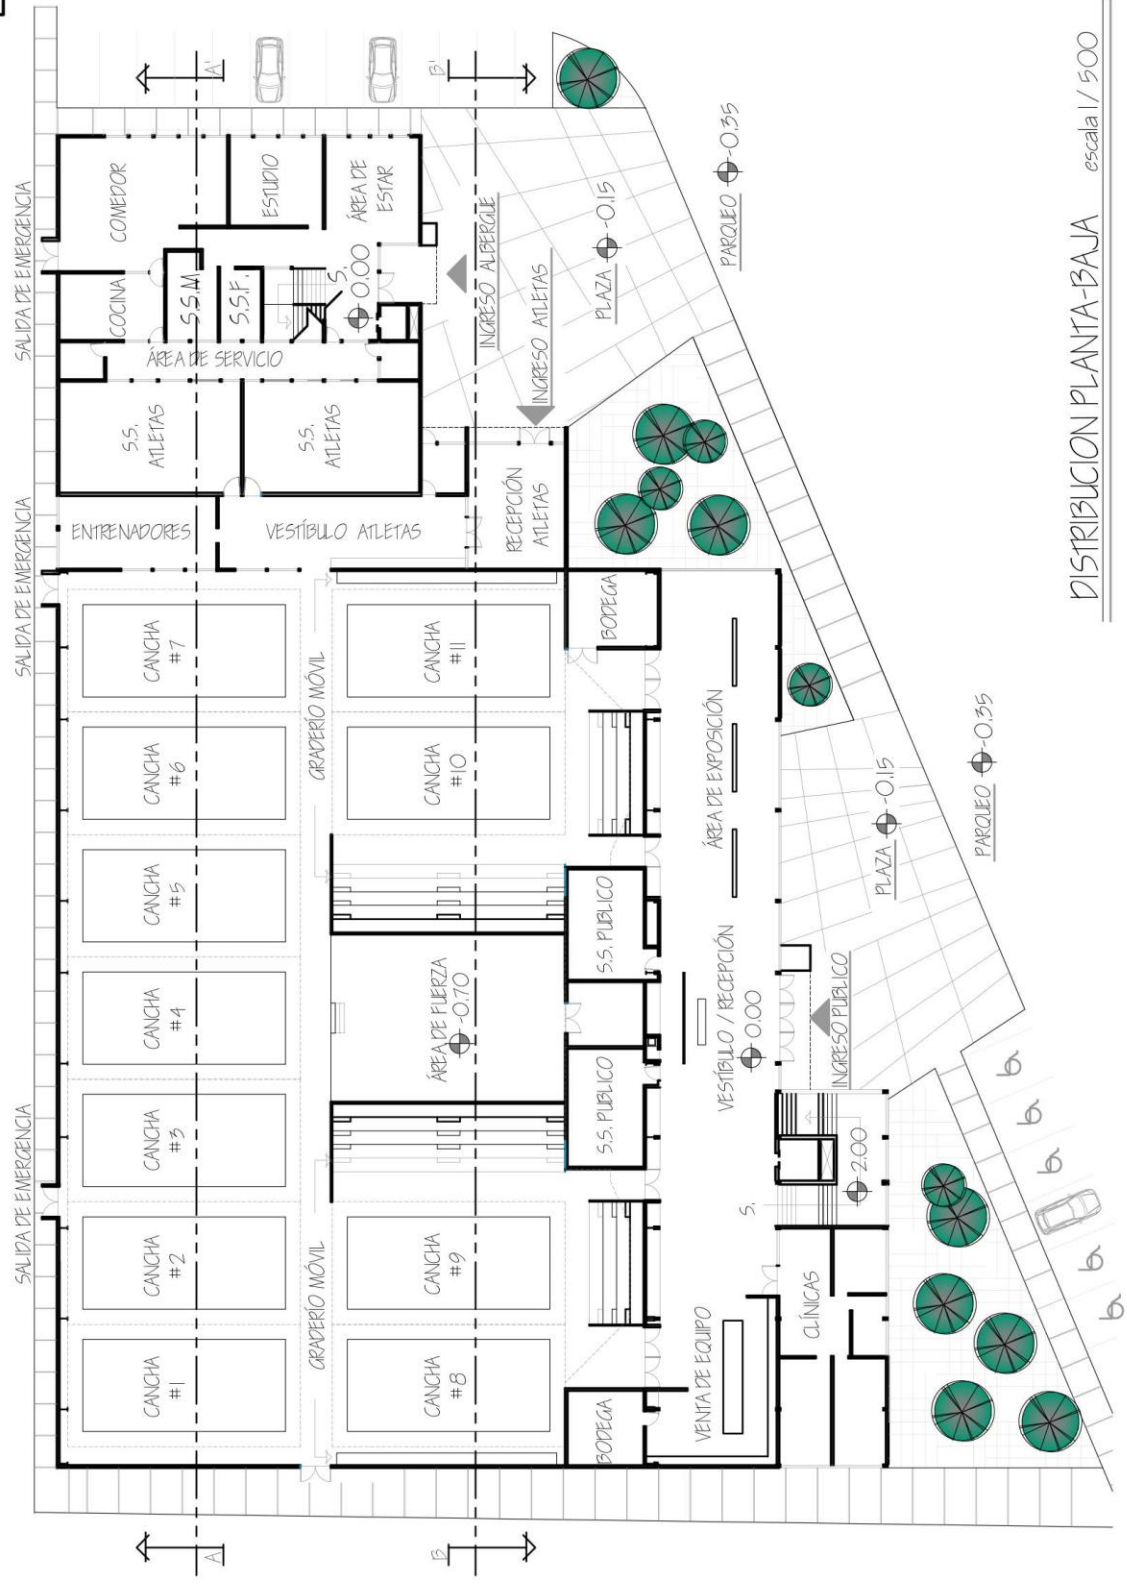 SALIDA DE EMERGENCIA
SALIDA DE EMERGENCIA
SALIDA DE EMERGENCIA
A
A'
B
B'
CANCHA
#1
CANCHA
#2
CANCHA
#3
CANCHA
#4
CANCHA
#5
CANCHA
#6
CANCHA
#7
ENTRENADORES
VESTÍBULO ATLETAS
S.S.
ATLETAS
S.S.
ATLETAS
ÁREA DE SERVICIO
COCINA
COMEDOR
S.S.M.
S.S.F.
ESTUDIO
ÁREA DE
ESTAR
S.
0.00
GRADERÍO MÓVIL
GRADERÍO MÓVIL
CANCHA
#8
CANCHA
#9
ÁREA DE FUERZA
-0.70
CANCHA
#10
CANCHA
#11
RECEPCIÓN
ATLETAS
INGRESO ALBERGUE
INGRESO ATLETAS
PLAZA -0.15
PARQUEO -0.35
BODEGA
S.S. PUBLICO
S.S. PUBLICO
BODEGA
VENTA DE EQUIPO
VESTÍBULO / RECEPCIÓN
0.00
ÁREA DE EXPOSICIÓN
S.
CLÍNICAS
2.00
INGRESO PUBLICO
PLAZA -0.15
PARQUEO -0.35
DISTRIBUCION PLANTA-BAJA
escala 1 / 500